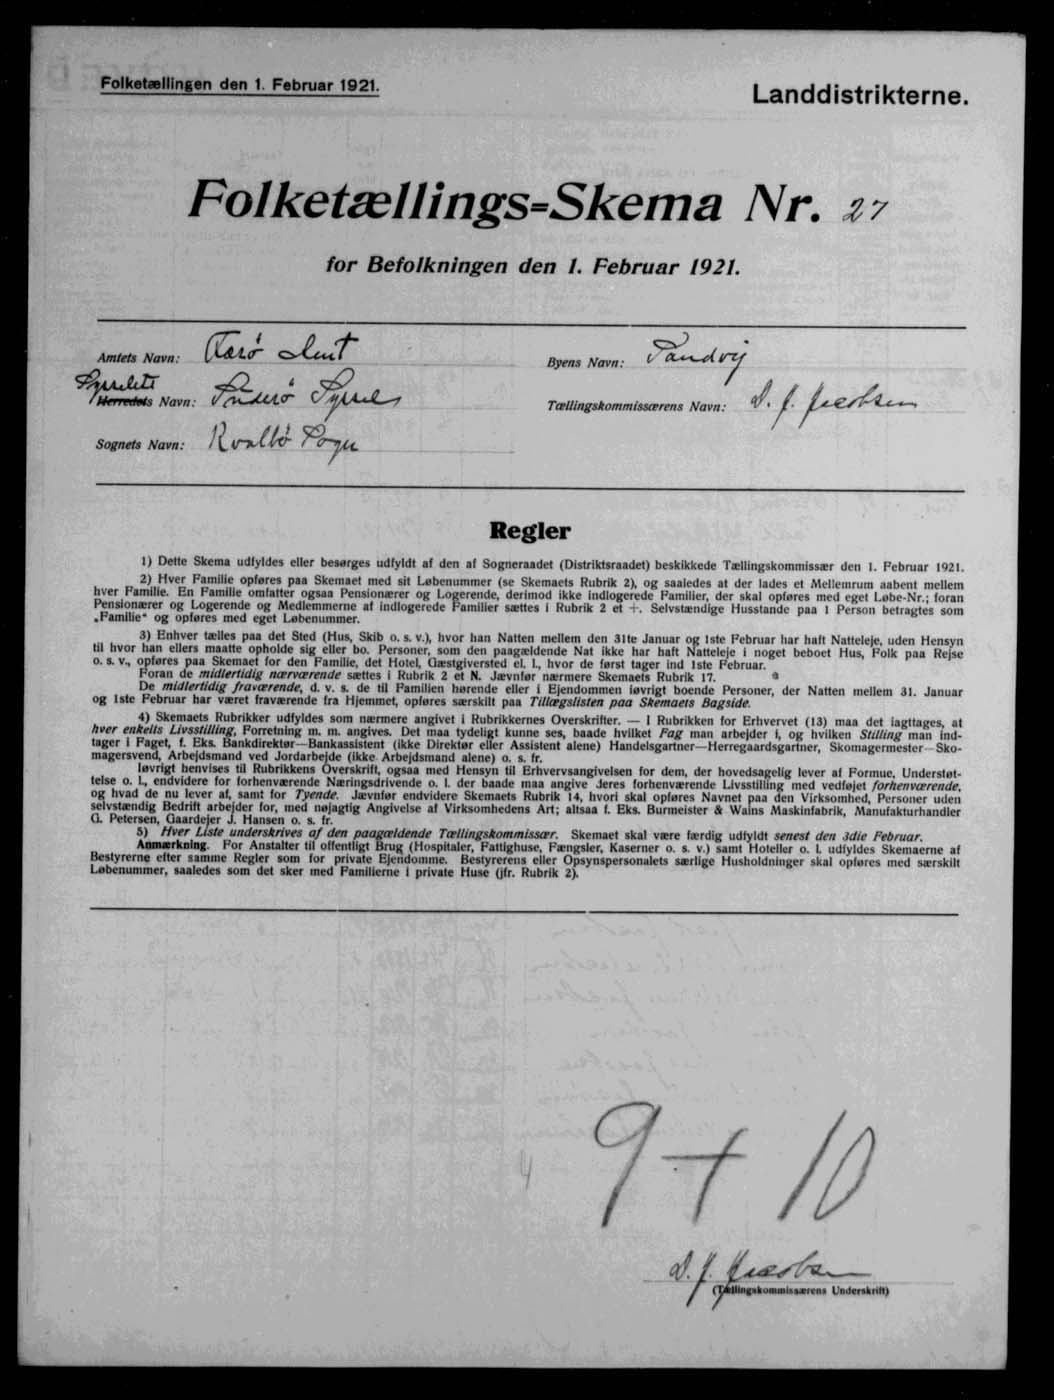 Folketællingen den 1. Februar 1921.
Landdistrikterne.
Folketællings=Skema Nr. 27
for Befolkningen den 1. Februar 1921.
Amtets Navn: Færø Amt
Byens Navn: Sandvig
Sysselets
Herredets Navn: Suderø Syssel
Tællingskommissærens Navn: D. J. Jacobsen
Sognets Navn: Kvalbø Sogn
Regler
1) Dette Skema udfyldes eller besørges udfyldt af den af Sogneraadet (Distriktsraadet) beskikkede Tællingskommissær den 1. Februar 1921.
2) Hver Familie opføres paa Skemaet med sit Løbenummer (se Skemaets Rubrik 2), og saaledes at der lades et Mellemrum aabent mellem
hver Familie. En Familie omfatter ogsaa Pensionærer og Logerende, derimod ikke indlogerede Familier, der skal opføres med eget Løbe-Nr.; foran
Pensionærer og Logerende og Medlemmerne af indlogerede Familier sættes i Rubrik 2 et +. Selvstændige Husstande paa 1 Person betragtes som
„Familie“ og opføres med eget Løbenummer.
3) Enhver tælles paa det Sted (Hus, Skib o. s. v.), hvor han Natten mellem den 31te Januar og 1ste Februar har haft Natteleje, uden Hensyn
til hvor han ellers maatte opholde sig eller bo. Personer, som den paagældende Nat ikke har haft Natteleje i noget beboet Hus, Folk paa Rejse
o. s. v., opføres paa Skemaet for den Familie, det Hotel, Gæstgiversted el. l., hvor de først tager ind 1ste Februar.
Foran de midlertidig nærværende sættes i Rubrik 2 et N. Jævnfør nærmere Skemaets Rubrik 17.
De midlertidig fraværende, d. v. s. de til Familien hørende eller i Ejendommen iøvrigt boende Personer, der Natten mellem 31. Januar
og 1ste Februar har været fraværende fra Hjemmet, opføres særskilt paa Tillægslisten paa Skemaets Bagside.
4) Skemaets Rubrikker udfyldes som nærmere angivet i Rubrikkernes Overskrifter. — I Rubrikken for Erhvervet (13) maa det iagttages, at
hver enkelts Livsstilling, Forretning m. m. angives. Det maa tydeligt kunne ses, baade hvilket Fag man arbejder i, og hvilken Stilling man ind-
tager i Faget, f. Eks. Bankdirektør—Bankassistent (ikke Direktør eller Assistent alene) Handelsgartner—Herregaardsgartner, Skomagermester—Sko-
magersvend, Arbejdsmand ved Jordarbejde (ikke Arbejdsmand alene) o. s. fr.
Iøvrigt henvises til Rubrikkens Overskrift, ogsaa med Hensyn til Erhvervsangivelsen for dem, der hovedsagelig lever af Formue, Understøt-
telse o. l., endvidere for forhenværende Næringsdrivende o. l. der baade maa angive deres forhenværende Livsstilling med vedføjet forhenværende,
og hvad de nu lever af, samt for Tyende. Jævnfør endvidere Skemaets Rubrik 14, hvori skal opføres Navnet paa den Virksomhed, Personer uden
selvstændig Bedrift arbejder for, med nøjagtig Angivelse af Virksomhedens Art; altsaa f. Eks. Burmeister & Wains Maskinfabrik, Manufakturhandler
G. Petersen, Gaardejer J. Hansen o. s. fr.
5) Hver Liste underskrives af den paagældende Tællingskommissær. Skemaet skal være færdig udfyldt senest den 3die Februar.
Anmærkning. For Anstalter til offentligt Brug (Hospitaler, Fattighuse, Fængsler, Kaserner o. s. v.) samt Hoteller o. l. udfyldes Skemaerne af
Bestyrerne efter samme Regler som for private Ejendomme. Bestyrerens eller Opsynspersonalets særlige Husholdninger skal opføres med særskilt
Løbenummer, saaledes som det sker med Familierne i private Huse (jfr. Rubrik 2).
9 + 10
D. J. Jacobsen
(Tællingskommissærens Underskrift)